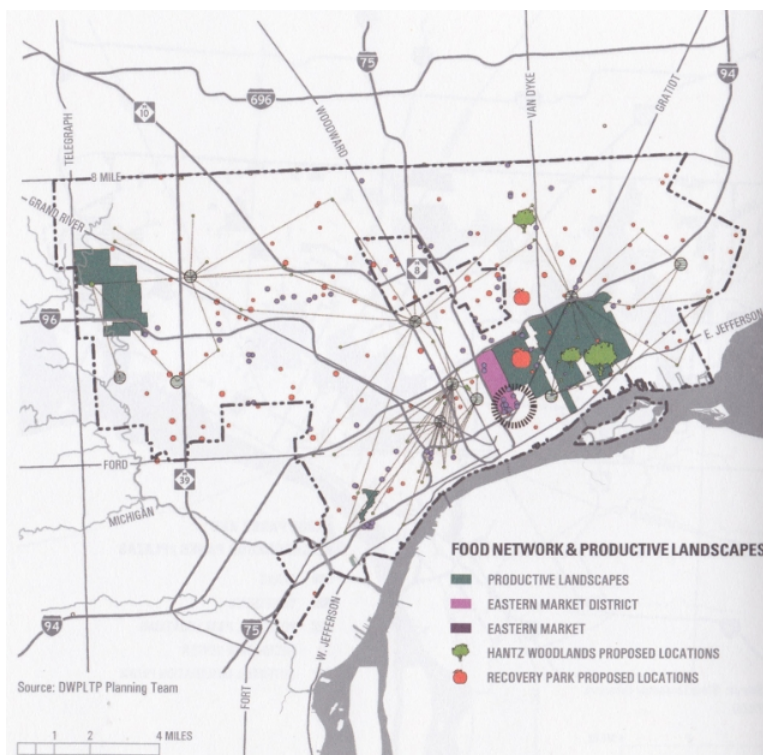 75
94
696
10
TELEGRAPH
WOODWARD
VAN DYKE
GRATIOT
8 MILE
GRAND RIVER
8
96
E. JEFFERSON
FORD
39
MICHIGAN
94
75
W. JEFFERSON
FORT
FOOD NETWORK & PRODUCTIVE LANDSCAPES
PRODUCTIVE LANDSCAPES
EASTERN MARKET DISTRICT
EASTERN MARKET
HANTZ WOODLANDS PROPOSED LOCATIONS
RECOVERY PARK PROPOSED LOCATIONS
Source: DWPLTP Planning Team
1 2 4 MILES